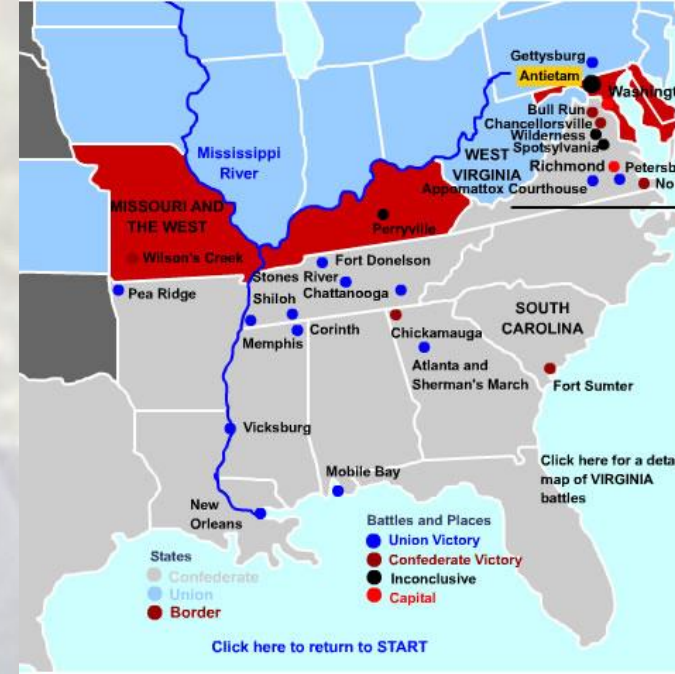 Gettysburg
Antietam
Bull Run
Chancellorsville
Wilderness
Spotsylvania
Richmond
Appomattox Courthouse
WEST
VIRGINIA
Mississippi
River
MISSOURI AND
THE WEST
Wilson's Creek
Perryville
Fort Donelson
Stones River
Pea Ridge
Shiloh
Chattanooga
Memphis
Corinth
Chickamauga
SOUTH
CAROLINA
Atlanta and
Sherman's March
Fort Sumter
Vicksburg
Mobile Bay
New
Orleans
Click here for a
map of VIRGINIA
battles
States
Confederate
Union
Border
Battles and Places
Union Victory
Confederate Victory
Inconclusive
Capital
Click here to return to START